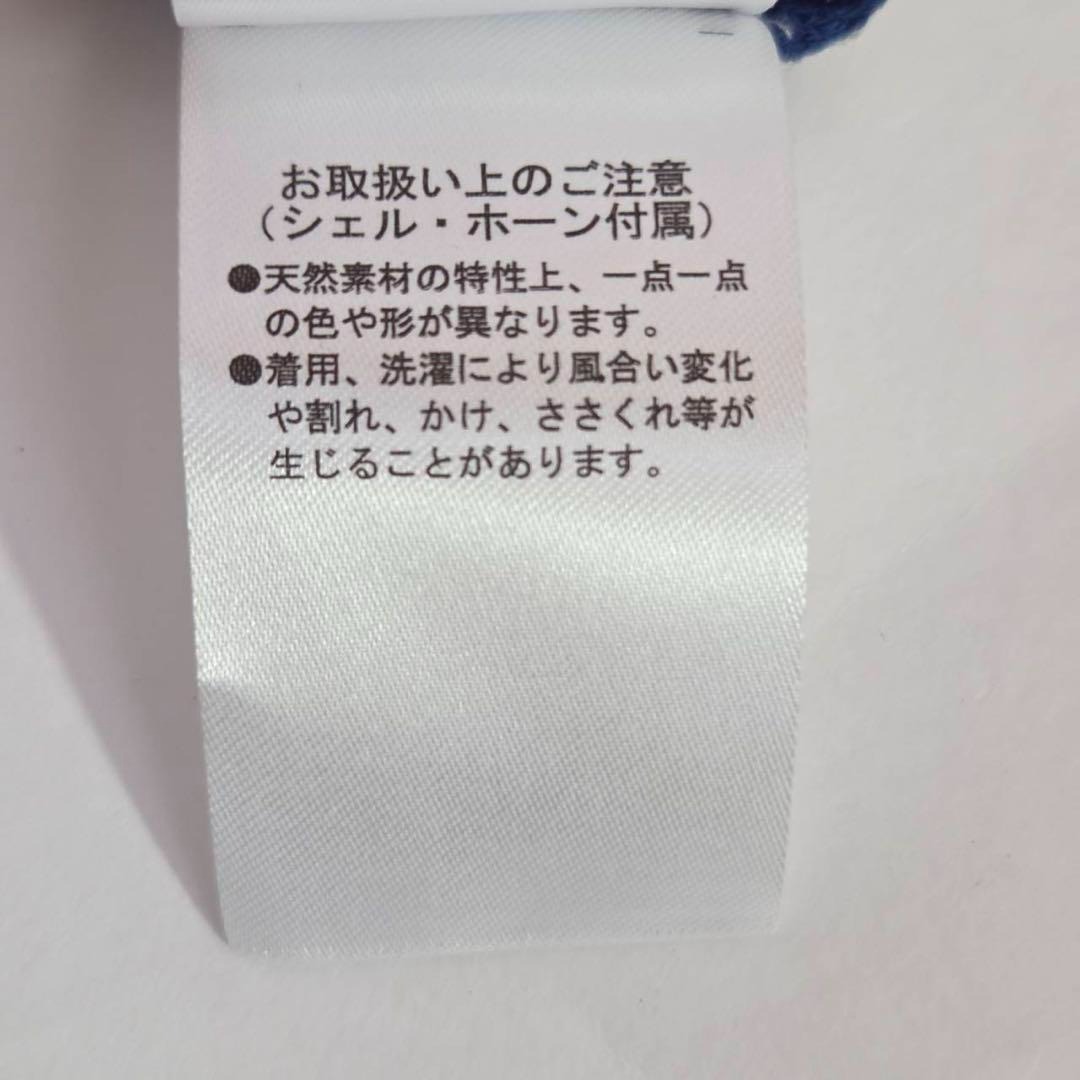 お取扱い上のご注意
(シェル・ホーン付属)
●天然素材の特性上、一点一点
の色や形が異なります。
●着用、洗濯により風合い変化
や割れ、かけ、ささくれ等が
生じることがあります。